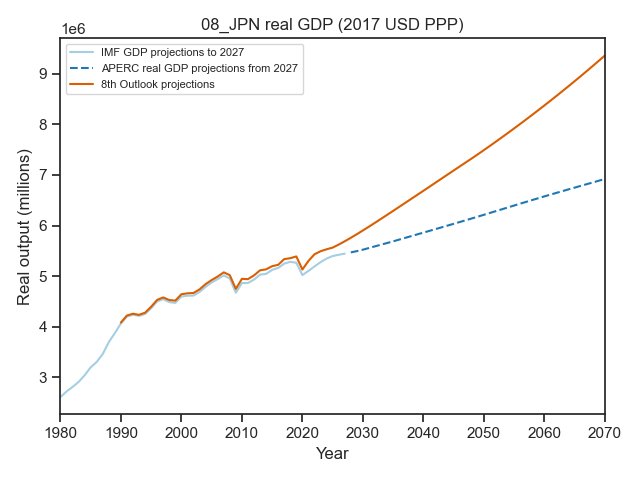 08_JPN real GDP (2017 USD PPP)
1e6
IMF GDP projections to 2027
APERC real GDP projections from 2027
8th Outlook projections
Real output (millions)
9
8
7
6
5
4
3
1980 1990 2000 2010 2020 2030 2040 2050 2060 2070
Year